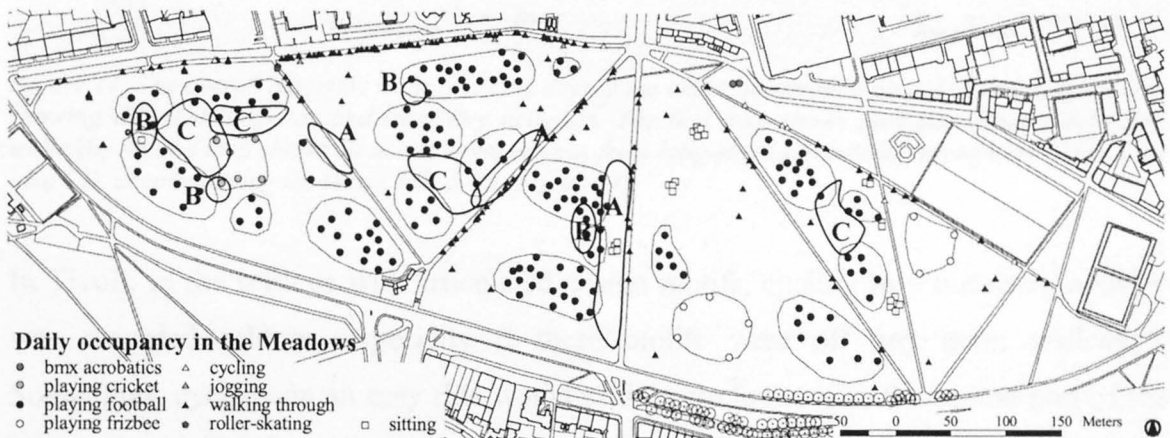 B
B
C
C
A
A
C
B
A
B
C
Daily occupancy in the Meadows
bmx acrobatics
cycling
playing cricket
jogging
playing football
walking through
playing frizbee
roller-skating
sitting
50 0 50 100 150 Meters